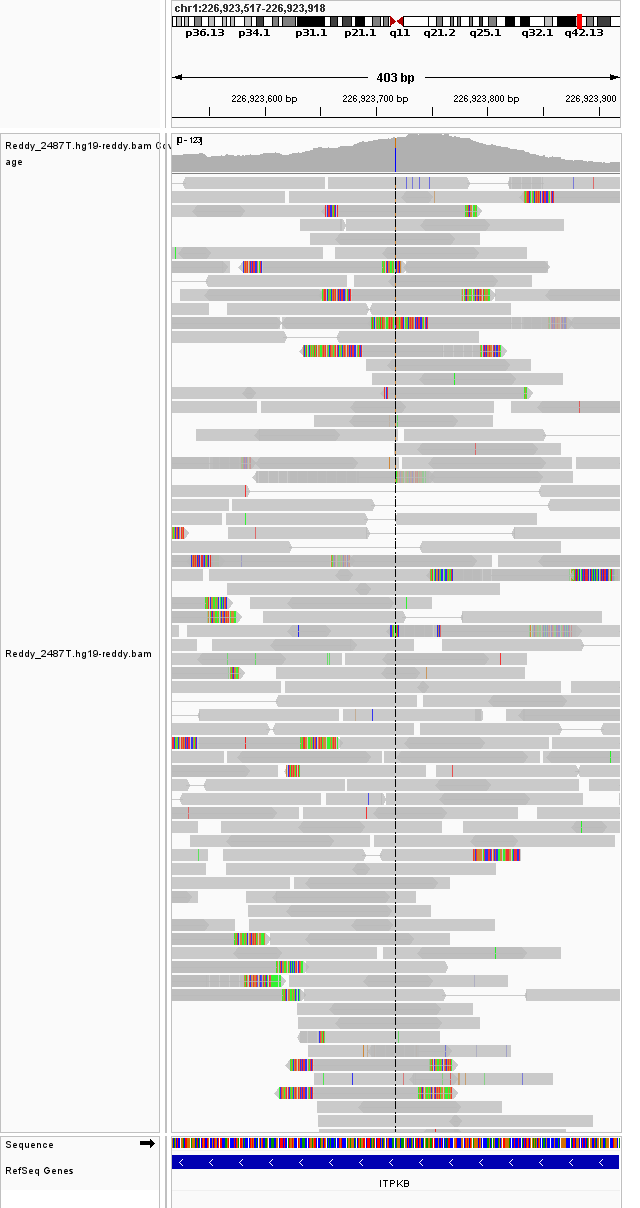 chr1:226,923,517-226,923,918
p36.13 p34.1 p31.1 p21.1 q11 q21.2 q25.1 q32.1 q42.13
403 bp
226,923,600 bp 226,923,700 bp 226,923,800 bp 226,923,900
Reddy_2487T.hg19-reddy.bam Cov
age
[0 - 123]
Reddy_2487T.hg19-reddy.bam
Sequence
RefSeq Genes
ITPKB